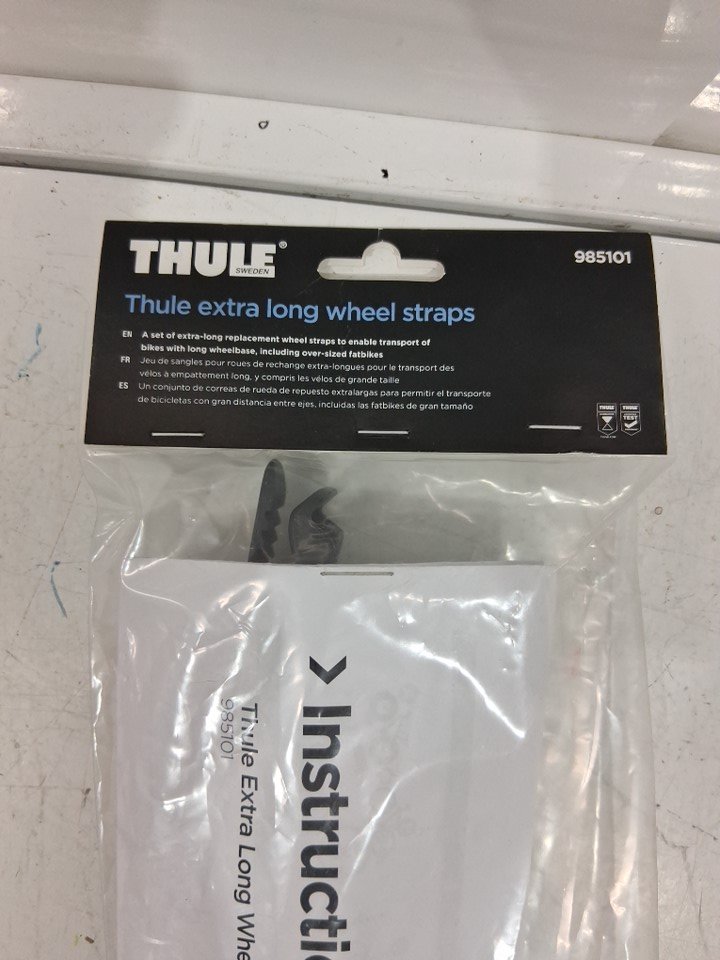 THULE®
SWEDEN
985101
Thule extra long wheel straps
EN A set of extra-long replacement wheel straps to enable transport of
bikes with long wheelbase, including over-sized fatbikes
FR Jeu de sangles pour roues de rechange extra-longues pour le transport des
vélos à empattement long, y compris les vélos de grande taille
ES Un conjunto de correas de rueda de repuesto extralargas para permitir el transporte
de bicicletas con gran distancia entre ejes, incluidas las fatbikes de gran tamaño
THULE THULE
TEST
> Instructi
Thule Extra Long Whe
985101